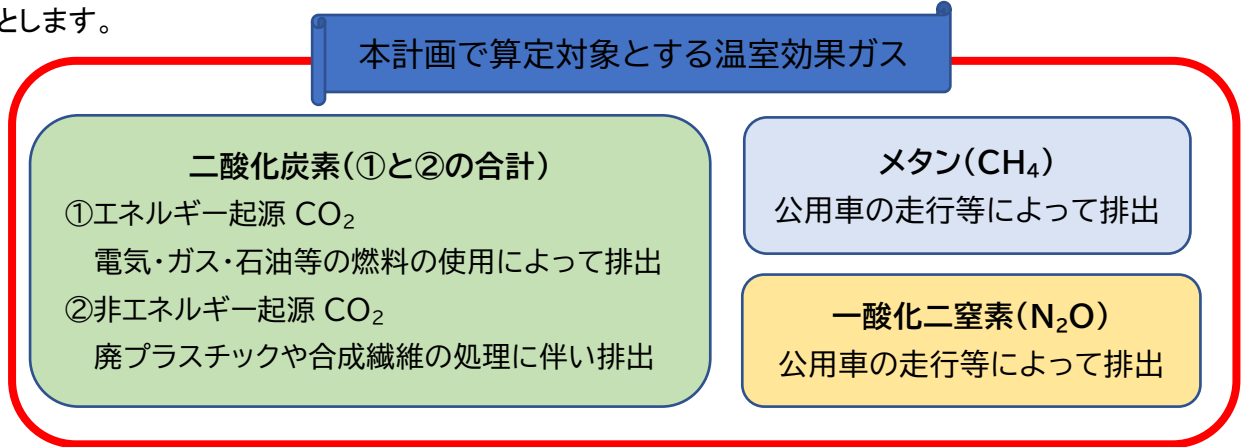 とします。
本計画で算定対象とする温室効果ガス
二酸化炭素(①と②の合計)
①エネルギー起源 CO₂
電気・ガス・石油等の燃料の使用によって排出
②非エネルギー起源 CO₂
廃プラスチックや合成繊維の処理に伴い排出
メタン(CH₄)
公用車の走行等によって排出
一酸化二窒素(N₂O)
公用車の走行等によって排出